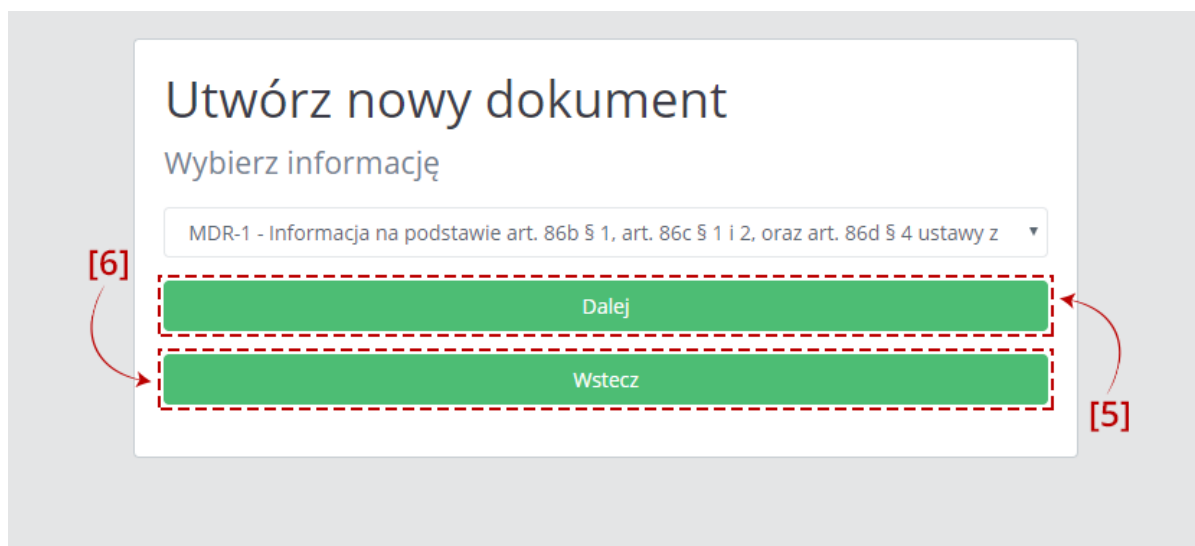 Utwórz nowy dokument
Wybierz informację
MDR-1 - Informacja na podstawie art. 86b § 1, art. 86c § 1 i 2, oraz art. 86d § 4 ustawy z
[6]
Dalej
Wstecz
[5]